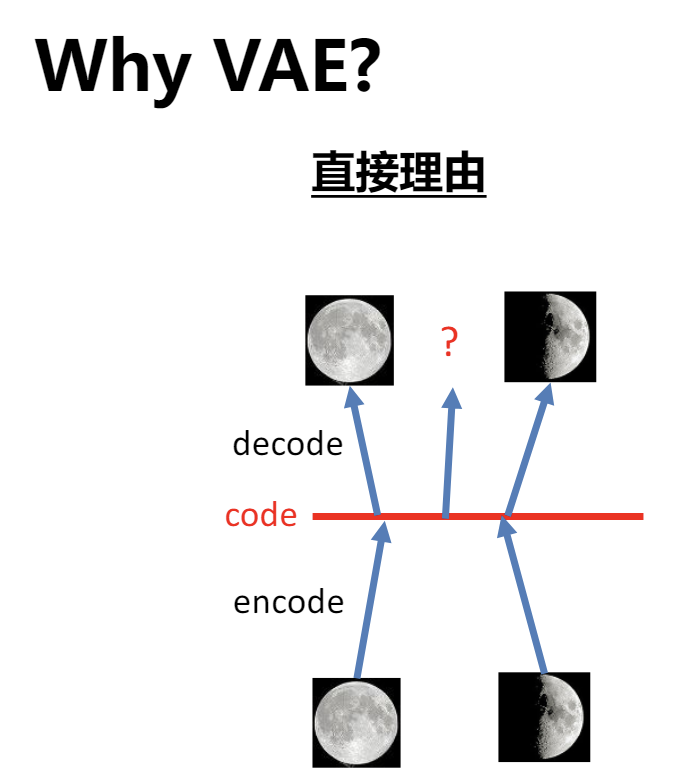 Why VAE?
直接理由
?
decode
code
encode